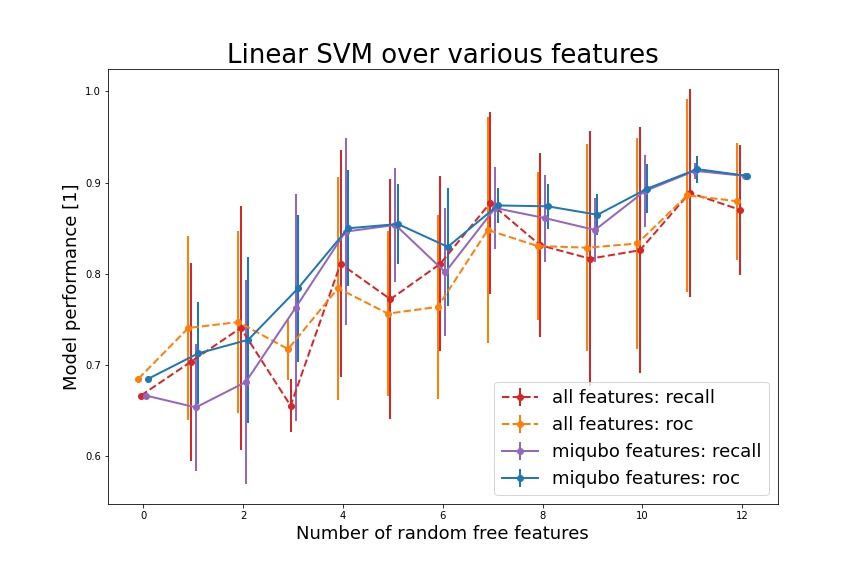 Linear SVM over various features
1.0
0.9
0.8
0.7
0.6
Model performance [1]
0 2 4 6 8 10 12
Number of random free features
all features: recall
all features: roc
miqubo features: recall
miqubo features: roc